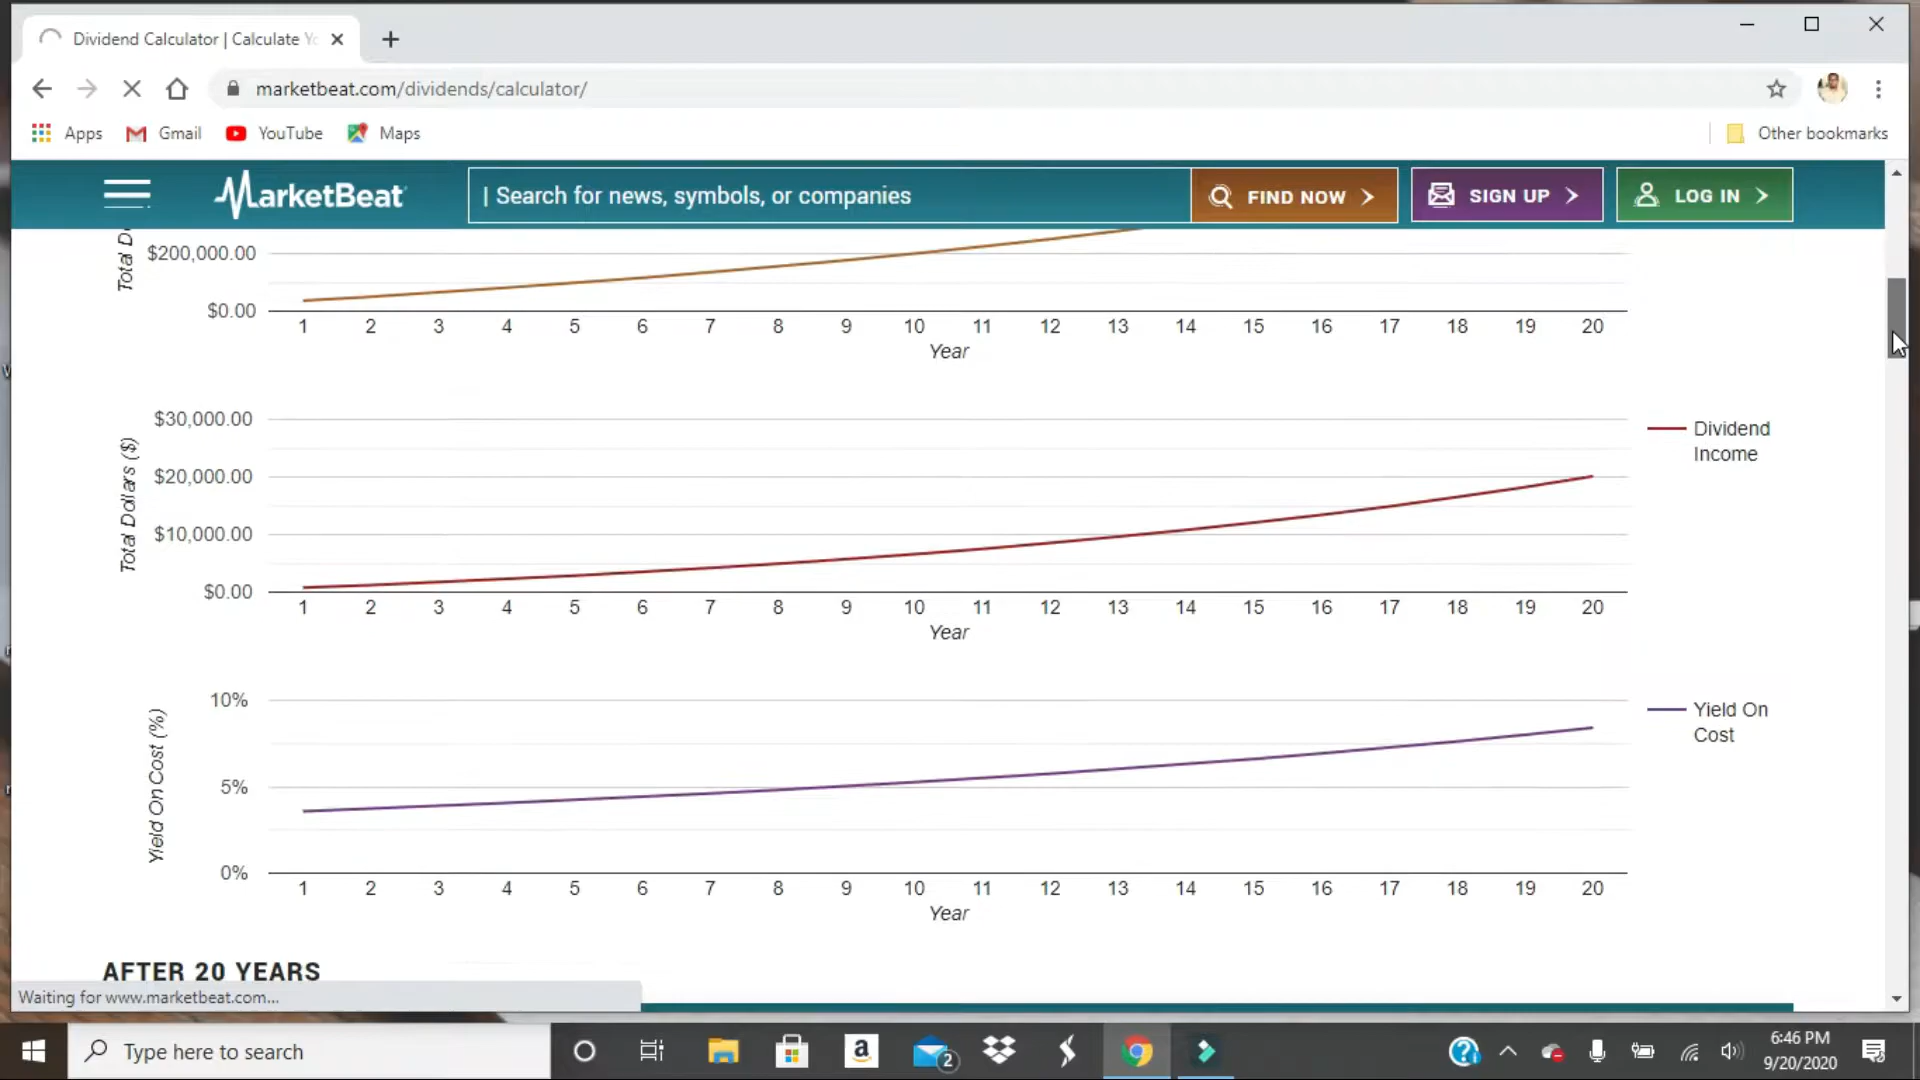 Dividend Calculator | Calculate Yo
marketbeat.com/dividends/calculator/
Apps
Gmail
YouTube
Maps
Other bookmarks
MarketBeat
| Search for news, symbols, or companies
FIND NOW
SIGN UP
LOG IN
Total D
$200,000.00
$0.00
1 2 3 4 5 6 7 8 9 10 11 12 13 14 15 16 17 18 19 20
Year
Total Dollars ($)
$30,000.00
$20,000.00
$10,000.00
$0.00
Dividend
Income
1 2 3 4 5 6 7 8 9 10 11 12 13 14 15 16 17 18 19 20
Year
Yield On Cost (%)
10%
5%
0%
Yield On
Cost
1 2 3 4 5 6 7 8 9 10 11 12 13 14 15 16 17 18 19 20
Year
AFTER 20 YEARS
Waiting for www.marketbeat.com...
Type here to search
a
2
6:46 PM
9/20/2020